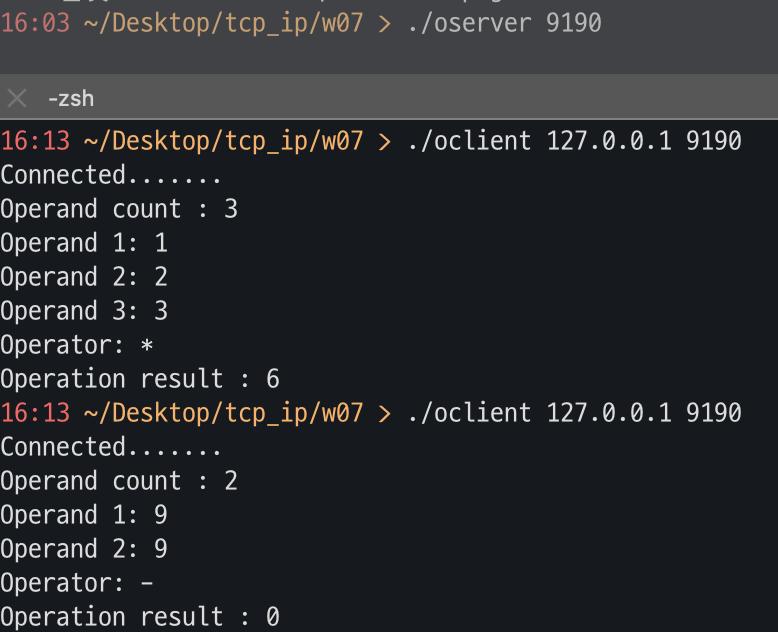 16:03 ~/Desktop/tcp_ip/w07 > ./oserver 9190
-zsh
16:13 ~/Desktop/tcp_ip/w07 > ./oclient 127.0.0.1 9190
Connected.......
Operand count : 3
Operand 1: 1
Operand 2: 2
Operand 3: 3
Operator: *
Operation result : 6
16:13 ~/Desktop/tcp_ip/w07 > ./oclient 127.0.0.1 9190
Connected.......
Operand count : 2
Operand 1: 9
Operand 2: 9
Operator: -
Operation result : 0